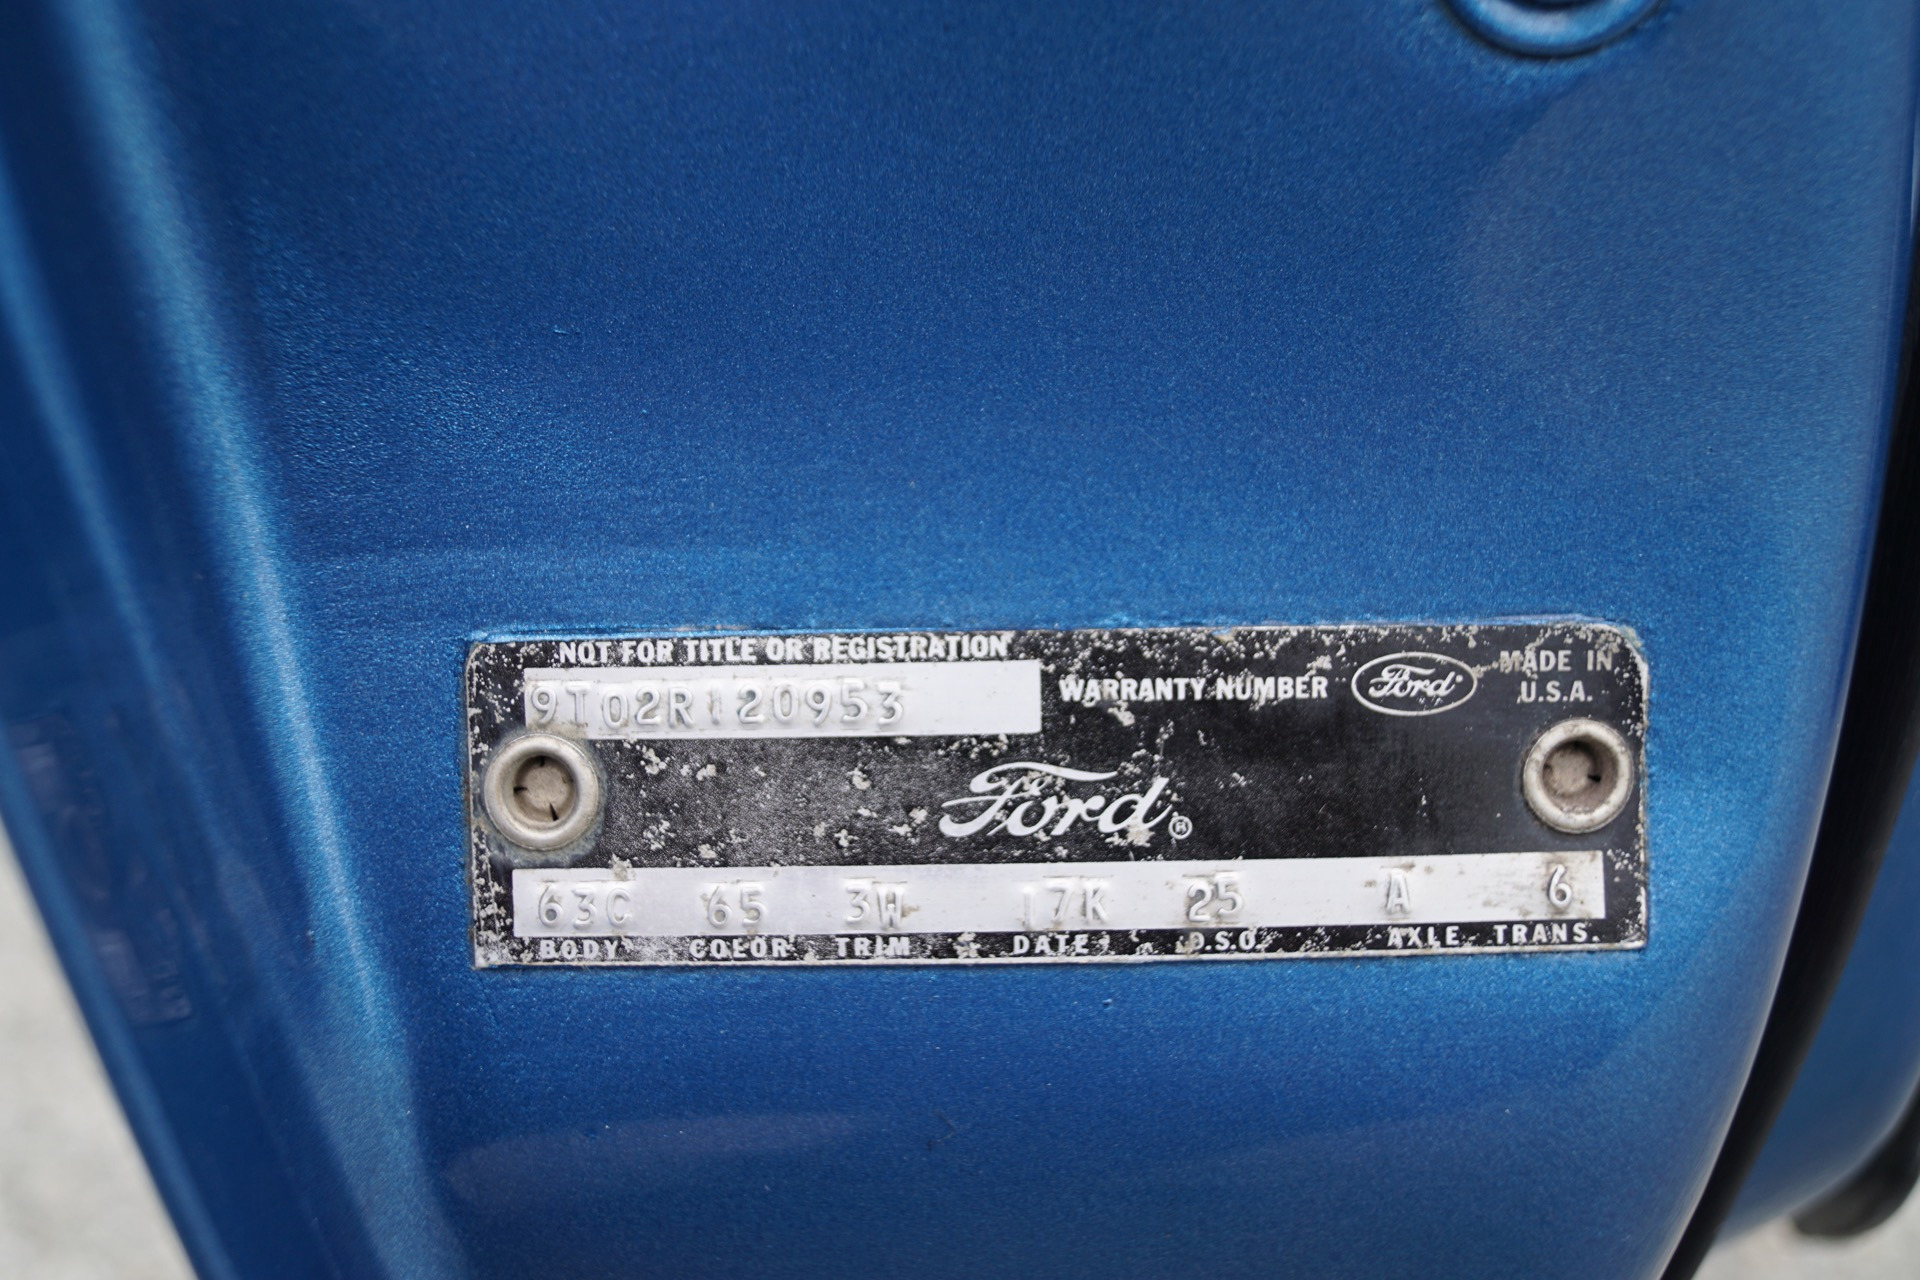 NOT FOR TITLE OR REGISTRATION
9T02R120953 WARRANTY NUMBER Ford MADE IN U.S.A.
Ford®
63C 65 3W 17K 25 A 6
BODY COLOR TRIM DATE D.S.O. AXLE TRANS.